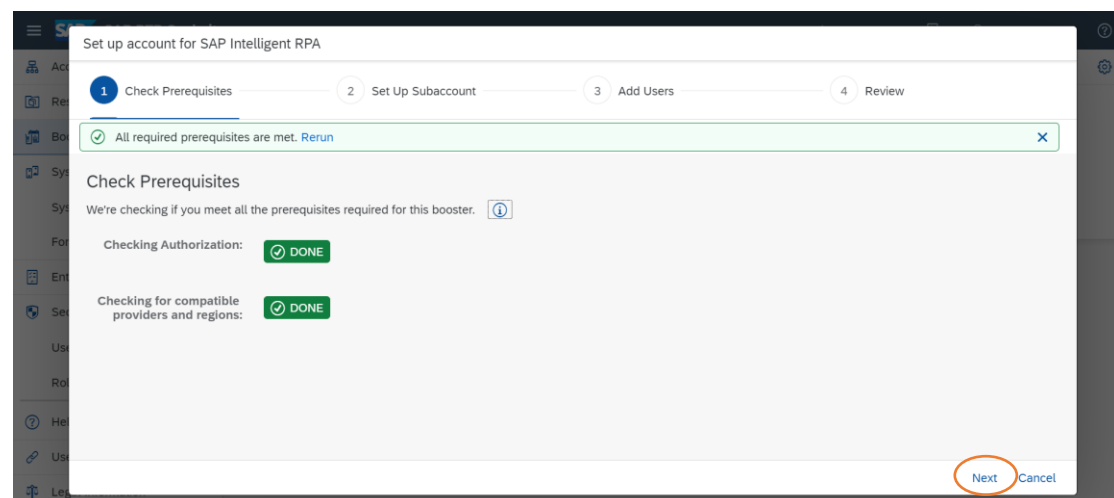 Set up account for SAP Intelligent RPA
1 Check Prerequisites 2 Set Up Subaccount 3 Add Users 4 Review
All required prerequisites are met. Rerun
Check Prerequisites
We're checking if you meet all the prerequisites required for this booster.
Checking Authorization: DONE
Checking for compatible
providers and regions: DONE
Next Cancel